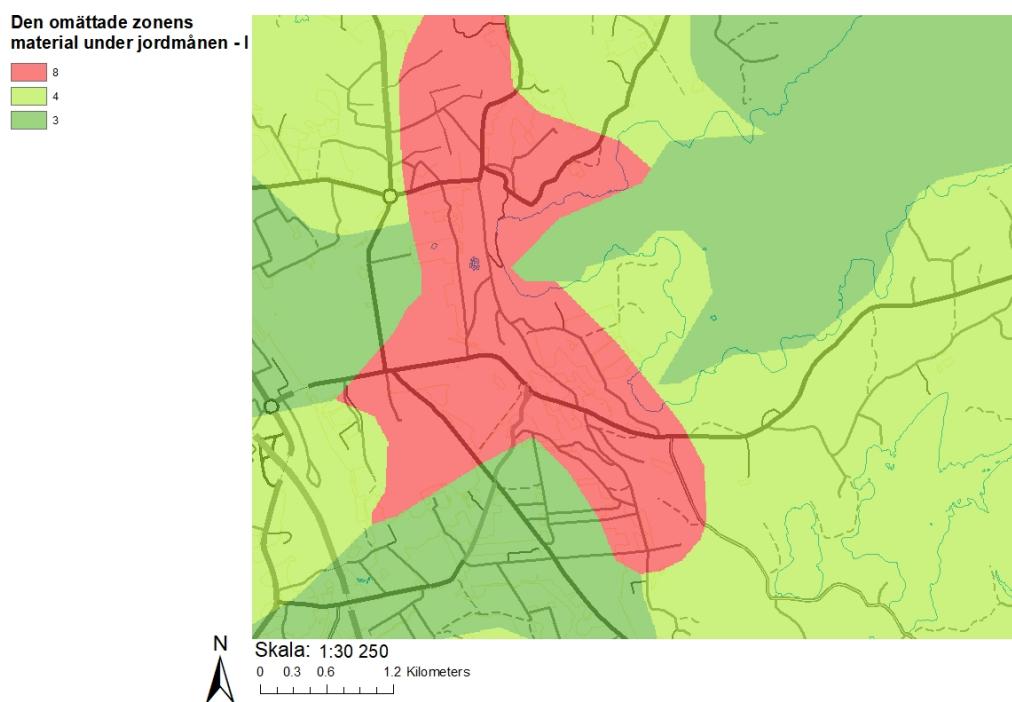 Den omättade zonens
material under jordmånen - I
8
4
3
N
Skala: 1:30 250
0 0.3 0.6 1.2 Kilometers